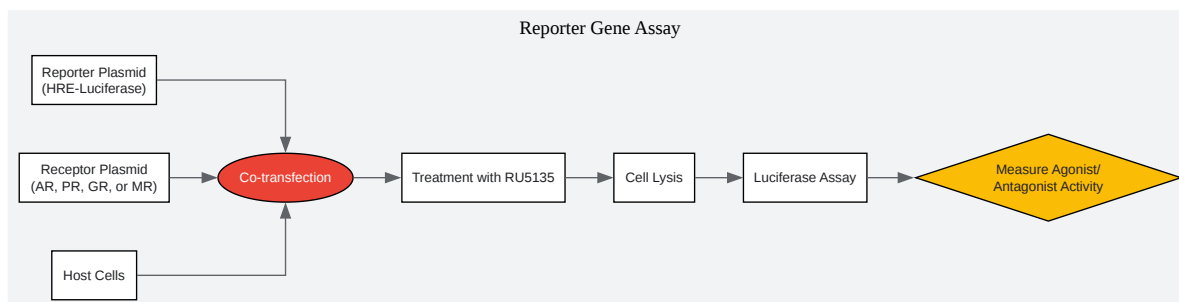 Reporter Gene Assay
Reporter Plasmid
(HRE-Luciferase)
Receptor Plasmid
(AR, PR, GR, or MR)
Host Cells
Co-transfection
Treatment with RU5135
Cell Lysis
Luciferase Assay
Measure Agonist/
Antagonist Activity